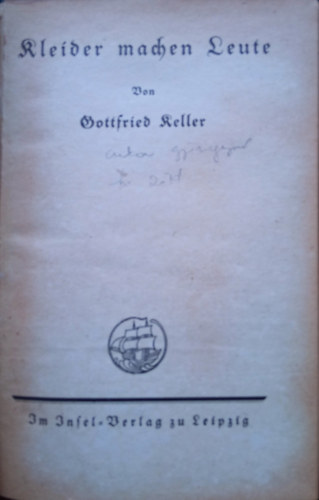 Kleider machen Leute
Von
Gottfried Keller
Im Insel-Verlag zu Leipzig